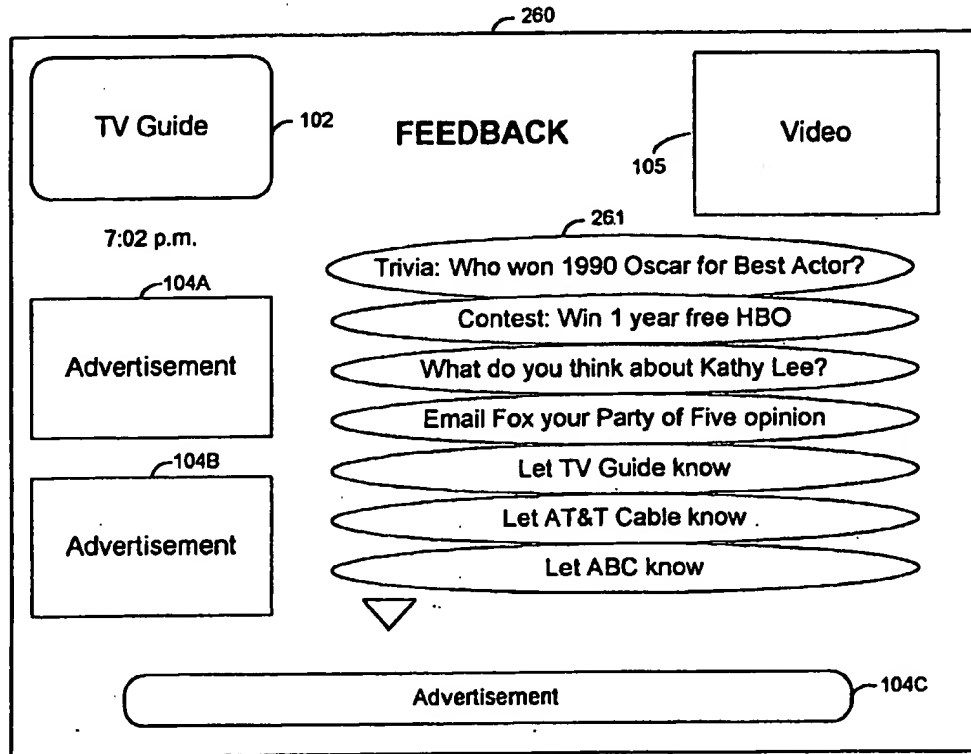 260
TV Guide
102
FEEDBACK
105
Video
7:02 p.m.
261
Trivia: Who won 1990 Oscar for Best Actor?
104A
Contest: Win 1 year free HBO
Advertisement
What do you think about Kathy Lee?
Email Fox your Party of Five opinion
104B
Let TV Guide know
Advertisement
Let AT&T Cable know
Let ABC know
Advertisement
104C